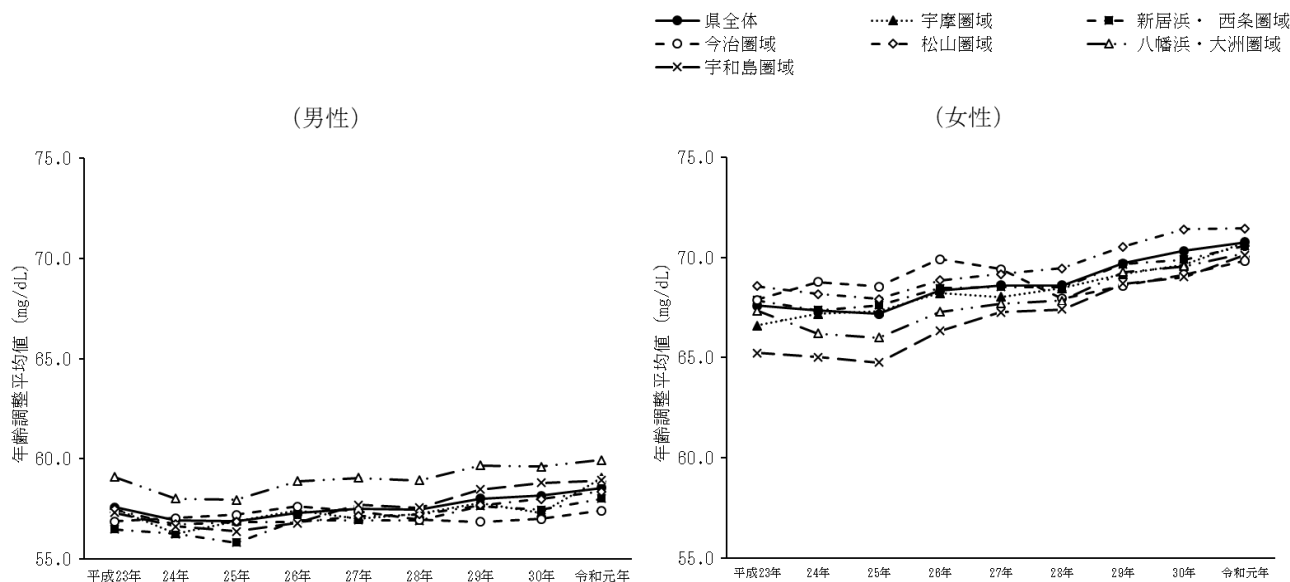 県全体 宇摩圏域 新居浜・ 西条圏域
今治圏域 松山圏域 八幡浜・大洲圏域
宇和島圏域
（男性）
75.0
70.0
65.0
60.0
55.0
年齢調整平均値 (mg/dL)
平成23年 24年 25年 26年 27年 28年 29年 30年 令和元年
（女性）
75.0
70.0
65.0
60.0
55.0
年齢調整平均値 (mg/dL)
平成23年 24年 25年 26年 27年 28年 29年 30年 令和元年